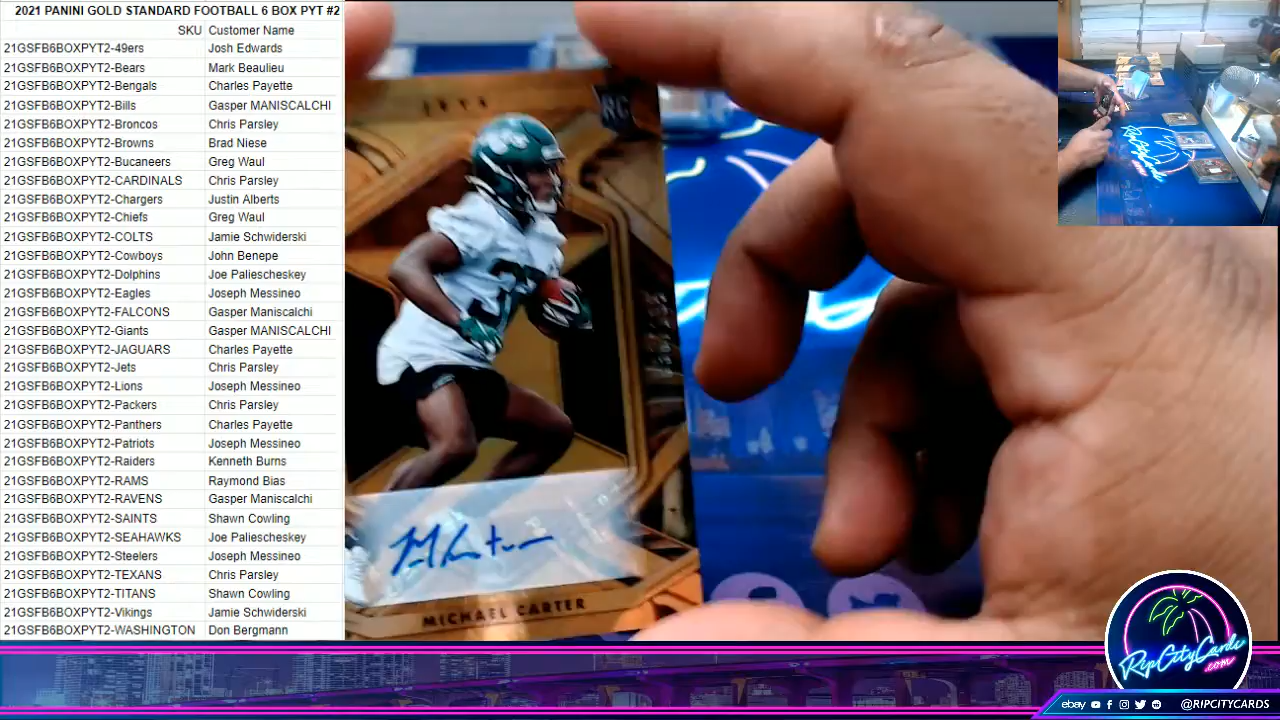 2021 PANINI GOLD STANDARD FOOTBALL 6 BOX PYT #2
SKU Customer Name
21GSFB6BOXPYT2-49ers Josh Edwards
21GSFB6BOXPYT2-Bears Mark Beaulieu
21GSFB6BOXPYT2-Bengals Charles Payette
21GSFB6BOXPYT2-Bills Gasper MANISCALCHI
21GSFB6BOXPYT2-Broncos Chris Parsley
21GSFB6BOXPYT2-Browns Brad Niese
21GSFB6BOXPYT2-Bucaneers Greg Waul
21GSFB6BOXPYT2-CARDINALS Chris Parsley
21GSFB6BOXPYT2-Chargers Justin Alberts
21GSFB6BOXPYT2-Chiefs Greg Waul
21GSFB6BOXPYT2-COLTS Jamie Schwiderski
21GSFB6BOXPYT2-Cowboys John Benepe
21GSFB6BOXPYT2-Dolphins Joe Paliescheskey
21GSFB6BOXPYT2-Eagles Joseph Messineo
21GSFB6BOXPYT2-FALCONS Gasper Maniscalchi
21GSFB6BOXPYT2-Giants Gasper MANISCALCHI
21GSFB6BOXPYT2-JAGUARS Charles Payette
21GSFB6BOXPYT2-Jets Chris Parsley
21GSFB6BOXPYT2-Lions Joseph Messineo
21GSFB6BOXPYT2-Packers Chris Parsley
21GSFB6BOXPYT2-Panthers Charles Payette
21GSFB6BOXPYT2-Patriots Joseph Messineo
21GSFB6BOXPYT2-Raiders Kenneth Burns
21GSFB6BOXPYT2-RAMS Raymond Bias
21GSFB6BOXPYT2-RAVENS Gasper Maniscalchi
21GSFB6BOXPYT2-SAINTS Shawn Cowling
21GSFB6BOXPYT2-SEAHAWKS Joe Paliescheskey
21GSFB6BOXPYT2-Steelers Joseph Messineo
21GSFB6BOXPYT2-TEXANS Chris Parsley
21GSFB6BOXPYT2-TITANS Shawn Cowling
21GSFB6BOXPYT2-Vikings Jamie Schwiderski
21GSFB6BOXPYT2-WASHINGTON Don Bergmann
RC
MICHAEL CARTER
RipCityCards
RipCityCards
.com
ebay @RIPCITYCARDS